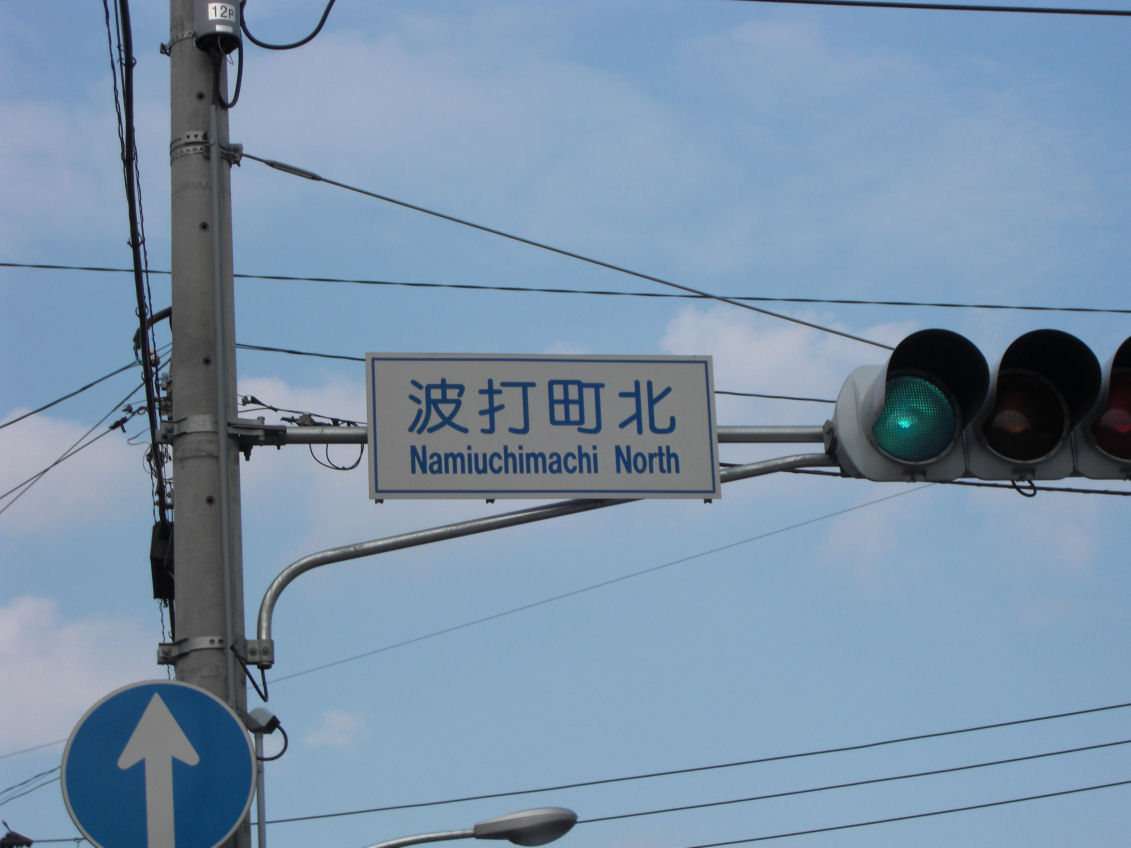 12P
波打町北
Namiuchimachi North